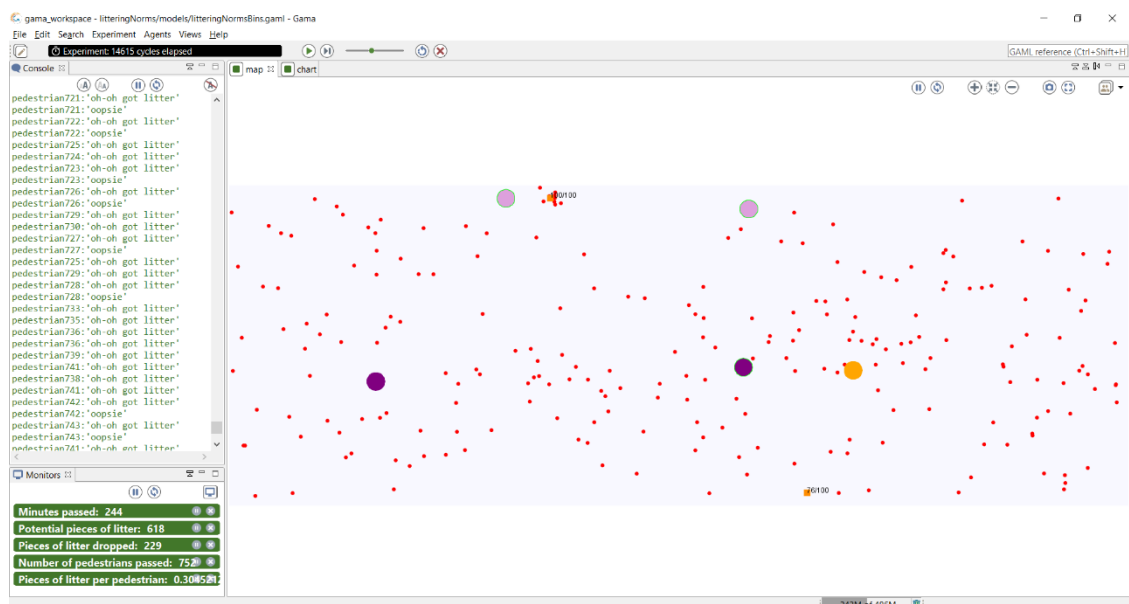 gama_workspace - litteringNorms/models/litteringNormsBins.gaml - Gama
File Edit Search Experiment Agents Views Help
Experiment: 14615 cycles elapsed
GAML reference (Ctrl+Shift+H
Console
map chart
pedestrian721:'oh-oh got litter'
pedestrian721:'oopsie'
pedestrian722:'oh-oh got litter'
pedestrian722:'oopsie'
pedestrian725:'oh-oh got litter'
pedestrian724:'oh-oh got litter'
pedestrian723:'oh-oh got litter'
pedestrian723:'oopsie'
pedestrian726:'oh-oh got litter'
pedestrian726:'oopsie'
pedestrian729:'oh-oh got litter'
pedestrian730:'oh-oh got litter'
pedestrian727:'oh-oh got litter'
pedestrian727:'oopsie'
pedestrian725:'oh-oh got litter'
pedestrian729:'oh-oh got litter'
pedestrian728:'oh-oh got litter'
pedestrian728:'oopsie'
pedestrian733:'oh-oh got litter'
pedestrian735:'oh-oh got litter'
pedestrian736:'oh-oh got litter'
pedestrian736:'oh-oh got litter'
pedestrian739:'oh-oh got litter'
pedestrian741:'oh-oh got litter'
pedestrian738:'oh-oh got litter'
pedestrian741:'oh-oh got litter'
pedestrian742:'oh-oh got litter'
pedestrian742:'oopsie'
pedestrian743:'oh-oh got litter'
pedestrian743:'oopsie'
pedestrian741:'oh-oh got litter'
100/100
76/100
Monitors
Minutes passed: 244
Potential pieces of litter: 618
Pieces of litter dropped: 229
Number of pedestrians passed: 752
Pieces of litter per pedestrian: